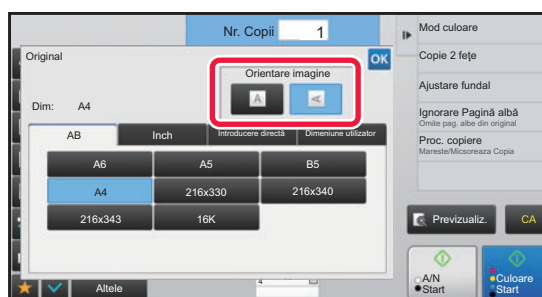 Nr. Copii 1
Original
OK
Orientare imagine
A A
Dim: A4
AB Inch Introducere directă Dimeniune utilizator
A6 A5 B5
A4 216x330 216x340
216x343 16K
Altele
Mod culoare
Copie 2 feţe
Ajustare fundal
Ignorare Pagină albă
Omite pag. albe din original
Proc. copiere
Mareste/Micsoreaza Copia
Previzualiz. CA
A/N
Start
Culoare
Start